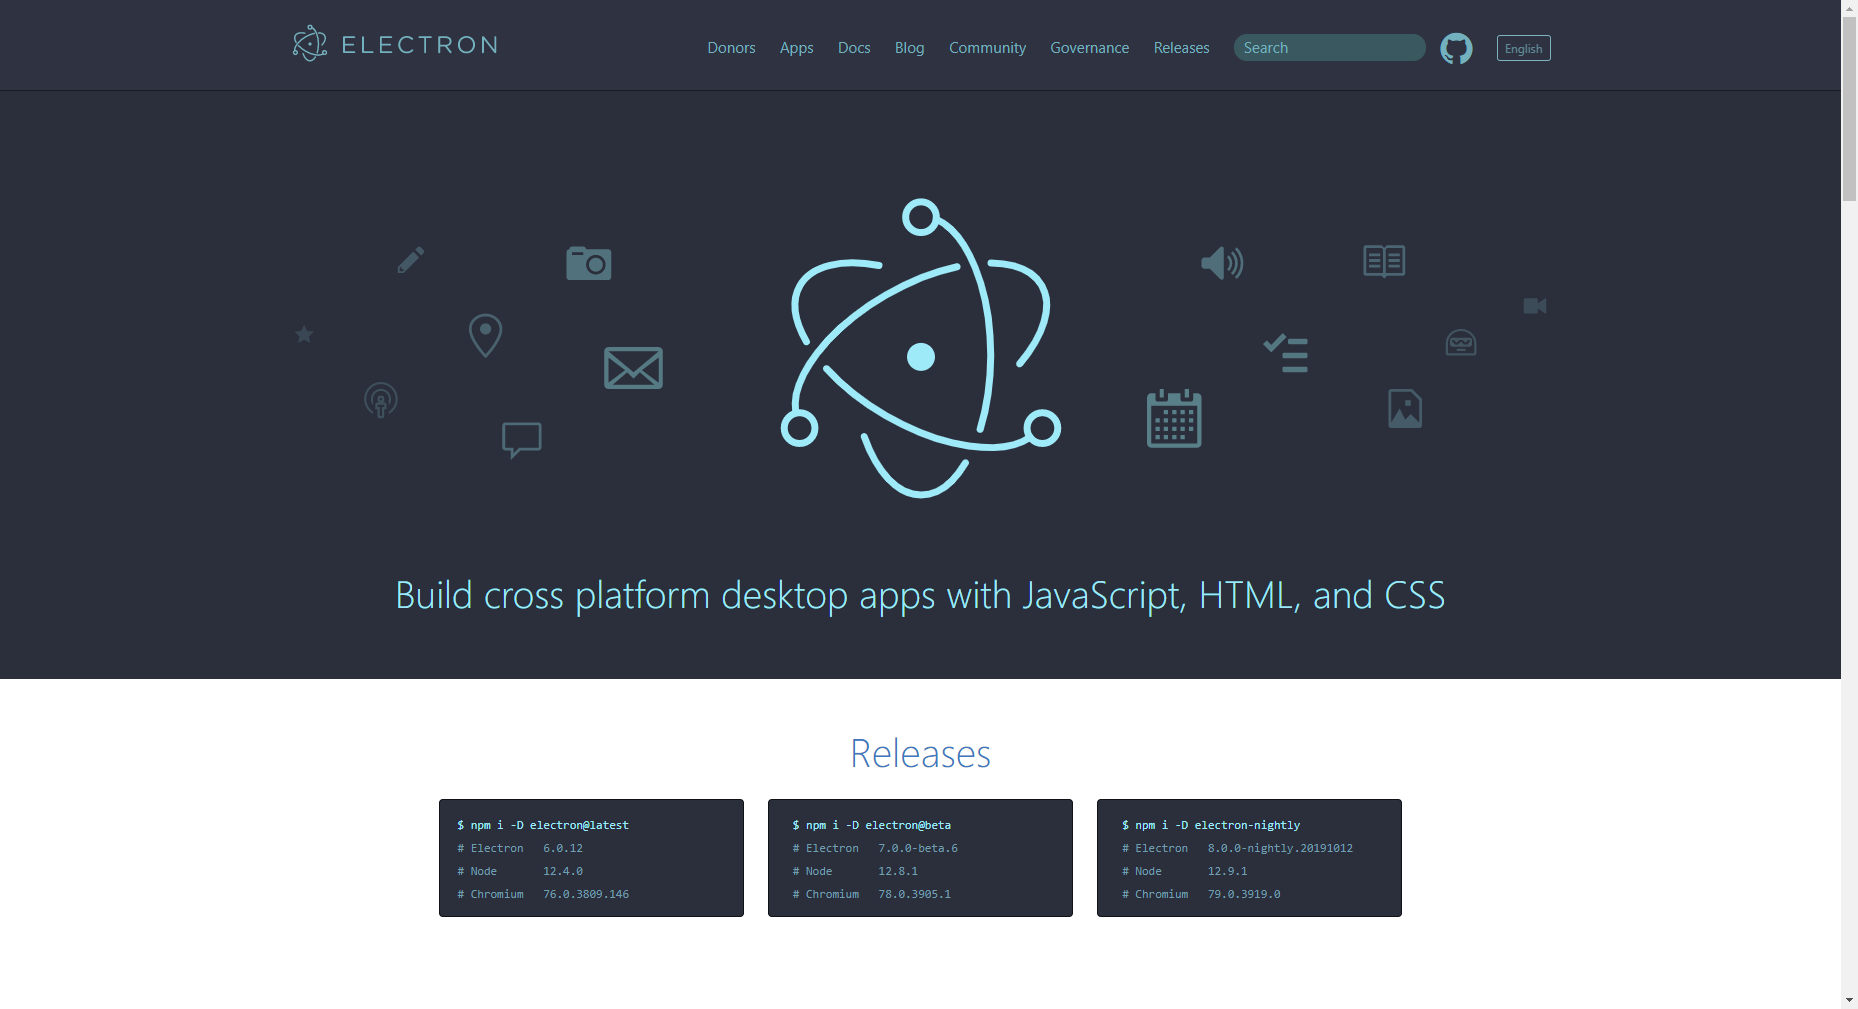 ELECTRON
Donors Apps Docs Blog Community Governance Releases Search English
Build cross platform desktop apps with JavaScript, HTML, and CSS
Releases
$ npm i -D electron@latest
# Electron 6.0.12
# Node 12.4.0
# Chromium 76.0.3809.146
$ npm i -D electron@beta
# Electron 7.0.0-beta.6
# Node 12.8.1
# Chromium 78.0.3905.1
$ npm i -D electron-nightly
# Electron 8.0.0-nightly.20191012
# Node 12.9.1
# Chromium 79.0.3919.0